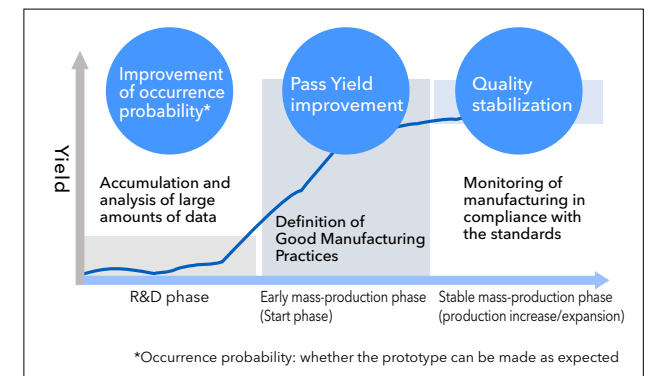 Improvement
of occurrence
probability*
Pass Yield
improvement
Quality
stabilization
Yield
Accumulation and
analysis of large
amounts of data
Definition of
Good Manufacturing
Practices
Monitoring of
manufacturing in
compliance with
the standards
R&D phase
Early mass-production phase
(Start phase)
Stable mass-production phase
(production increase/expansion)
*Occurrence probability: whether the prototype can be made as expected